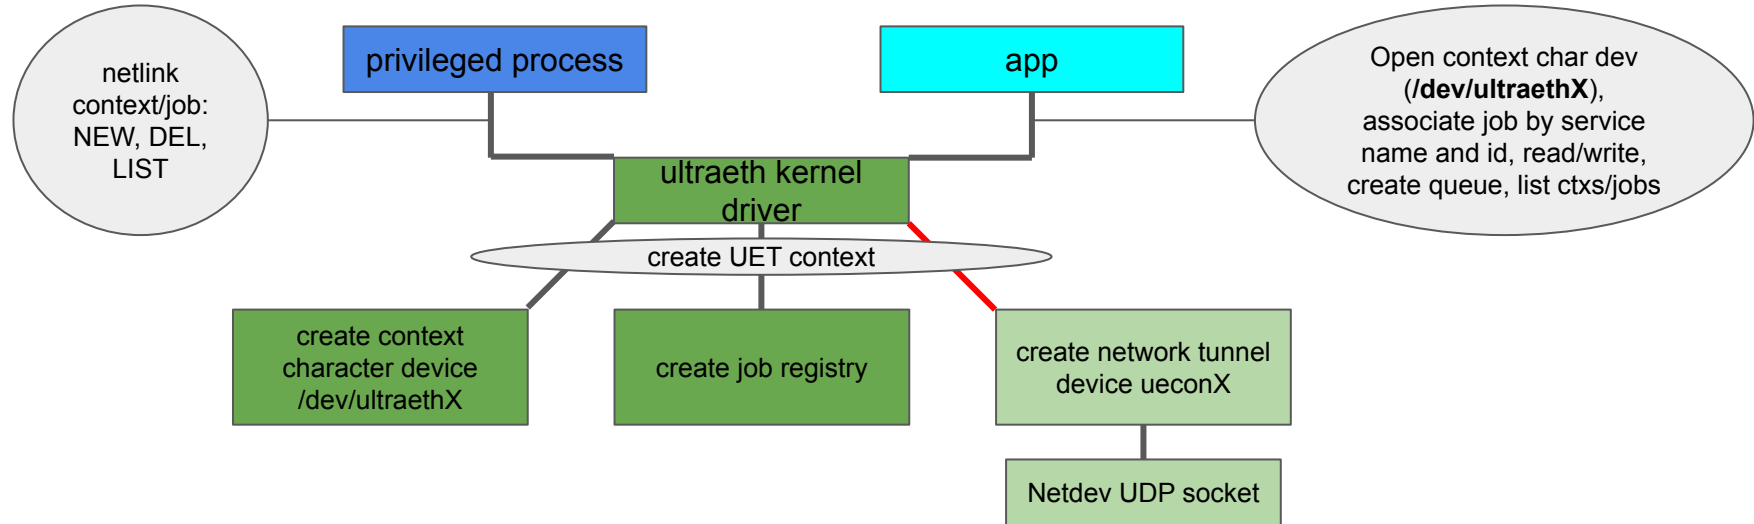 netlink
context/job:
NEW, DEL,
LIST
privileged process
app
Open context char dev
(/dev/ultraethX),
associate job by service
name and id, read/write,
create queue, list ctxs/jobs
ultraeth kernel
driver
create UET context
create context
character device
/dev/ultraethX
create job registry
create network tunnel
device ueconX
Netdev UDP socket